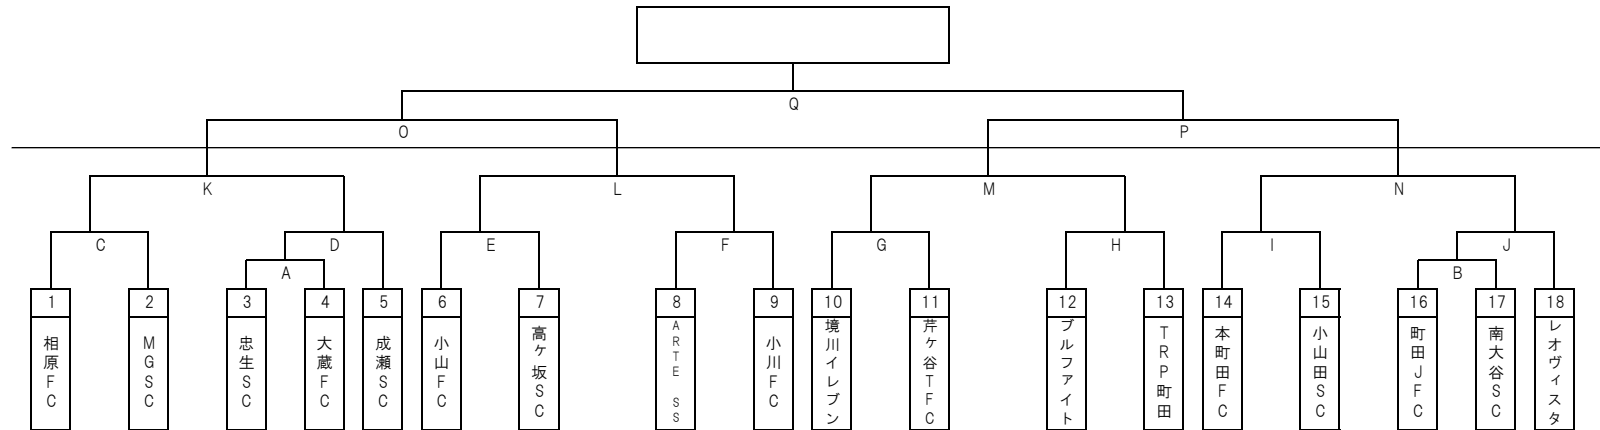 Q
O
P
K
L
M
N
C
D
E
F
G
H
I
J
A
B
1
2
3
4
5
6
7
8
9
10
11
12
13
14
15
16
17
18
相原FC
MGSC
忠生SC
大蔵FC
成瀬SC
小山FC
高ヶ坂SC
ARTE SS
小川FC
境川イレブン
芹ヶ谷TFC
ブルファイト
TRP町田
本町田FC
小山田SC
町田JFC
南大谷SC
レオヴィスタ